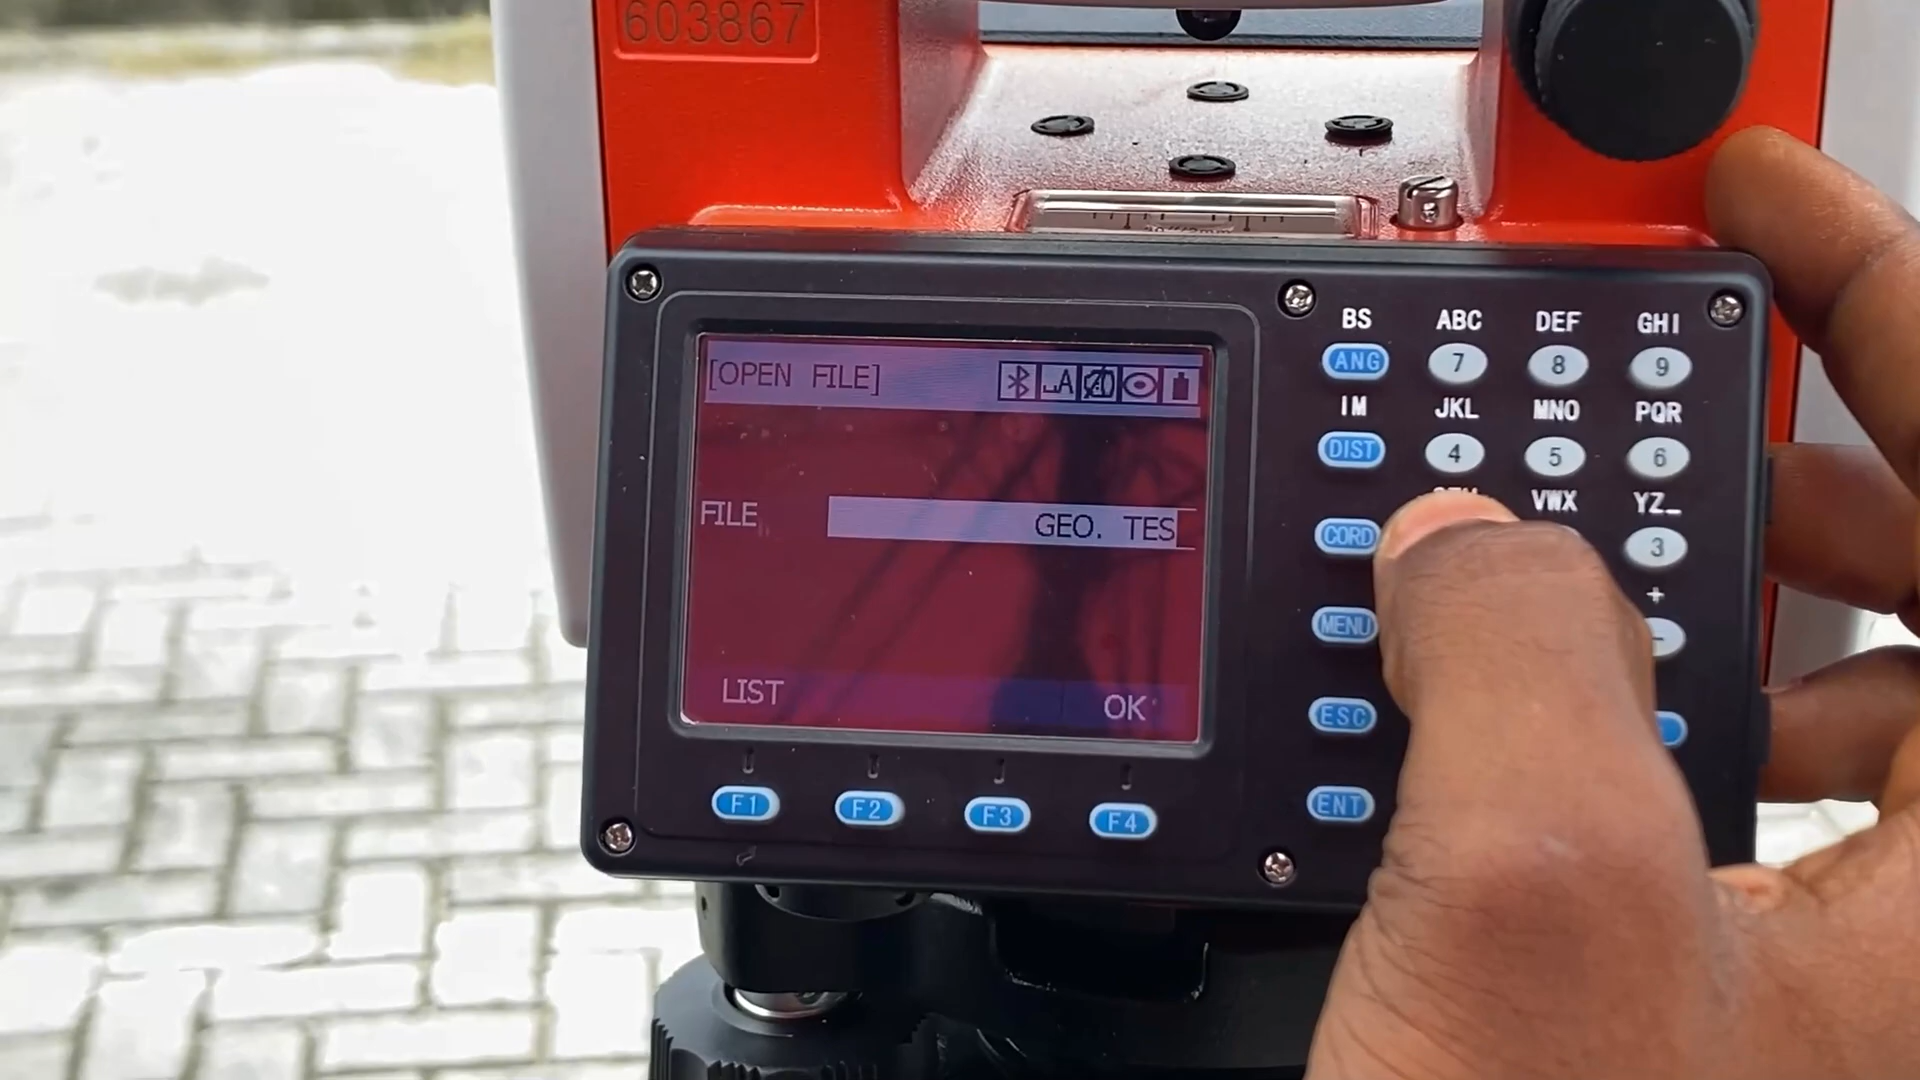 603867
[OPEN FILE]
A
FILE GEO. TES
LIST OK
F1 F2 F3 F4
BS ABC DEF GHI
ANG 7 8 9
IM JKL MNO PQR
DIST 4 5 6
VWX YZ_
CORD 3
+
MENU -
ESC
ENT